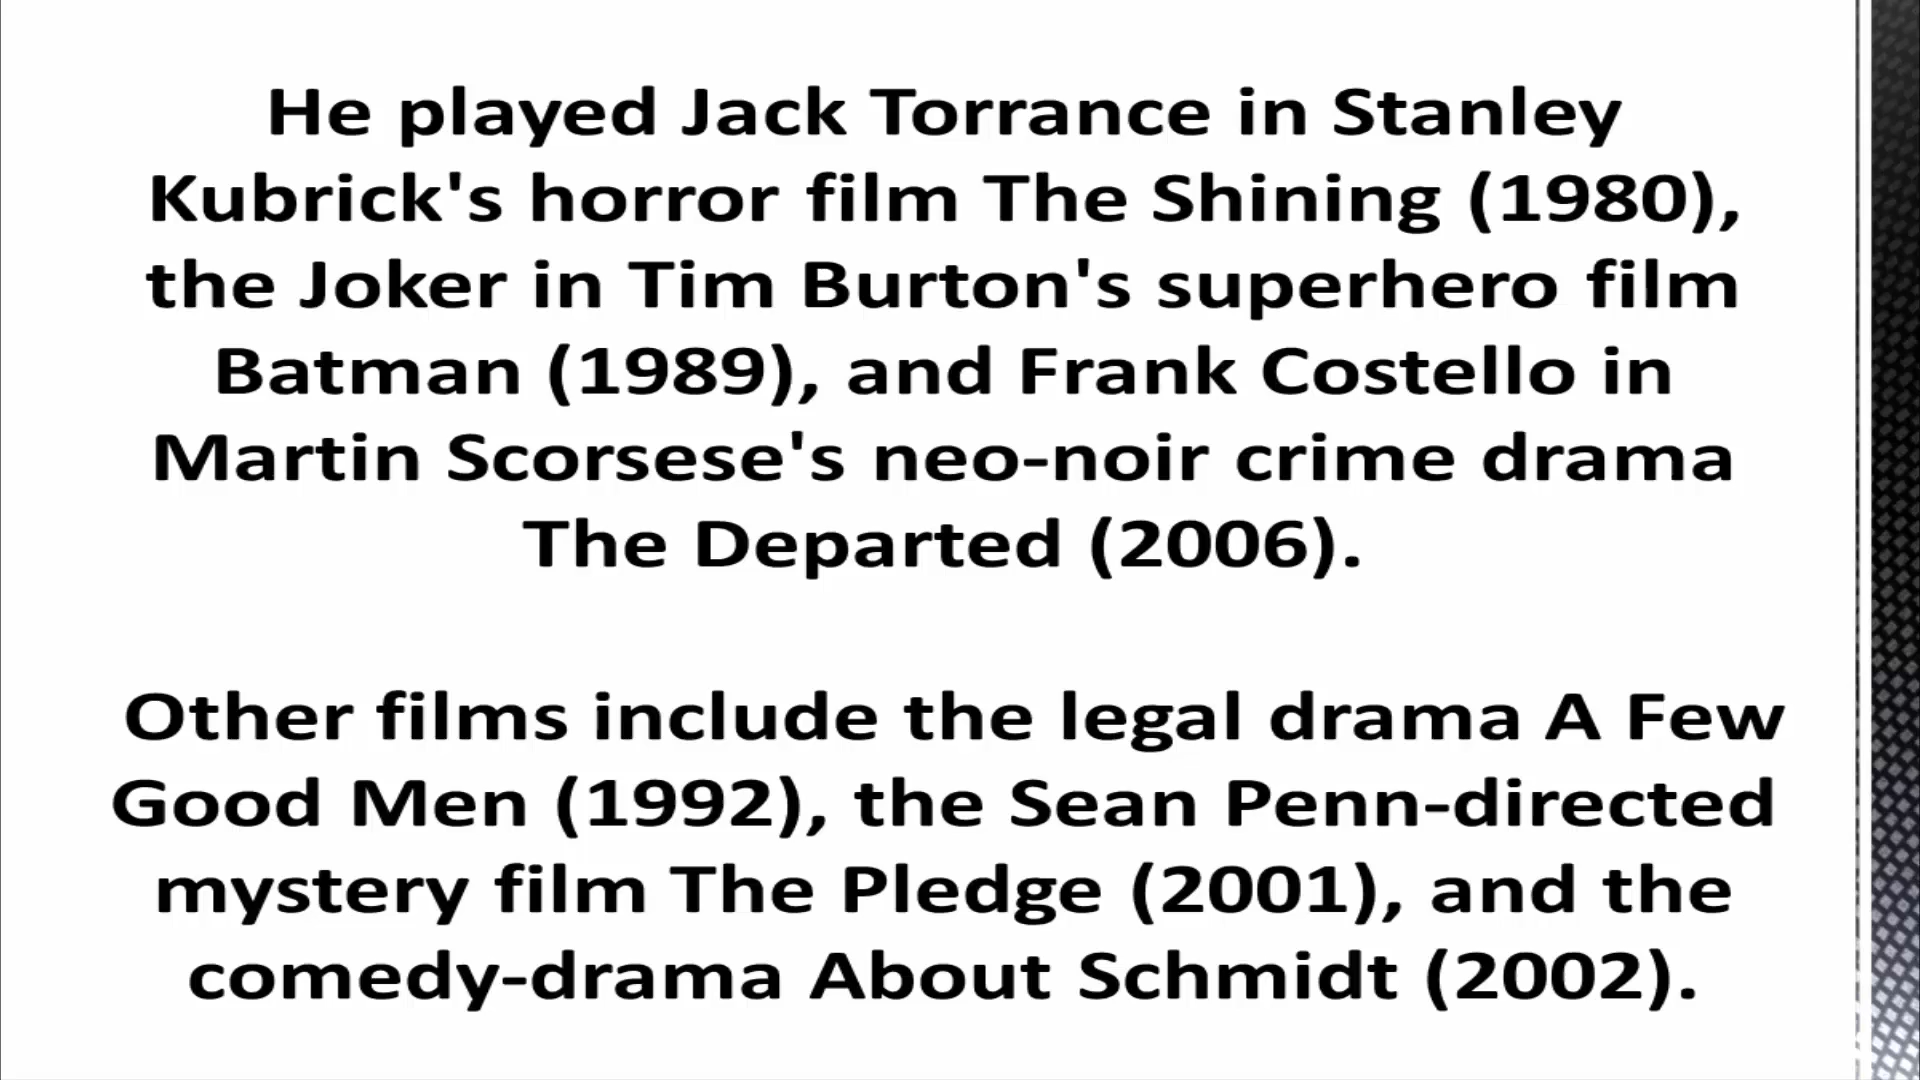 He played Jack Torrance in Stanley
Kubrick's horror film The Shining (1980),
the Joker in Tim Burton's superhero film
Batman (1989), and Frank Costello in
Martin Scorsese's neo-noir crime drama
The Departed (2006).
Other films include the legal drama A Few
Good Men (1992), the Sean Penn-directed
mystery film The Pledge (2001), and the
comedy-drama About Schmidt (2002).